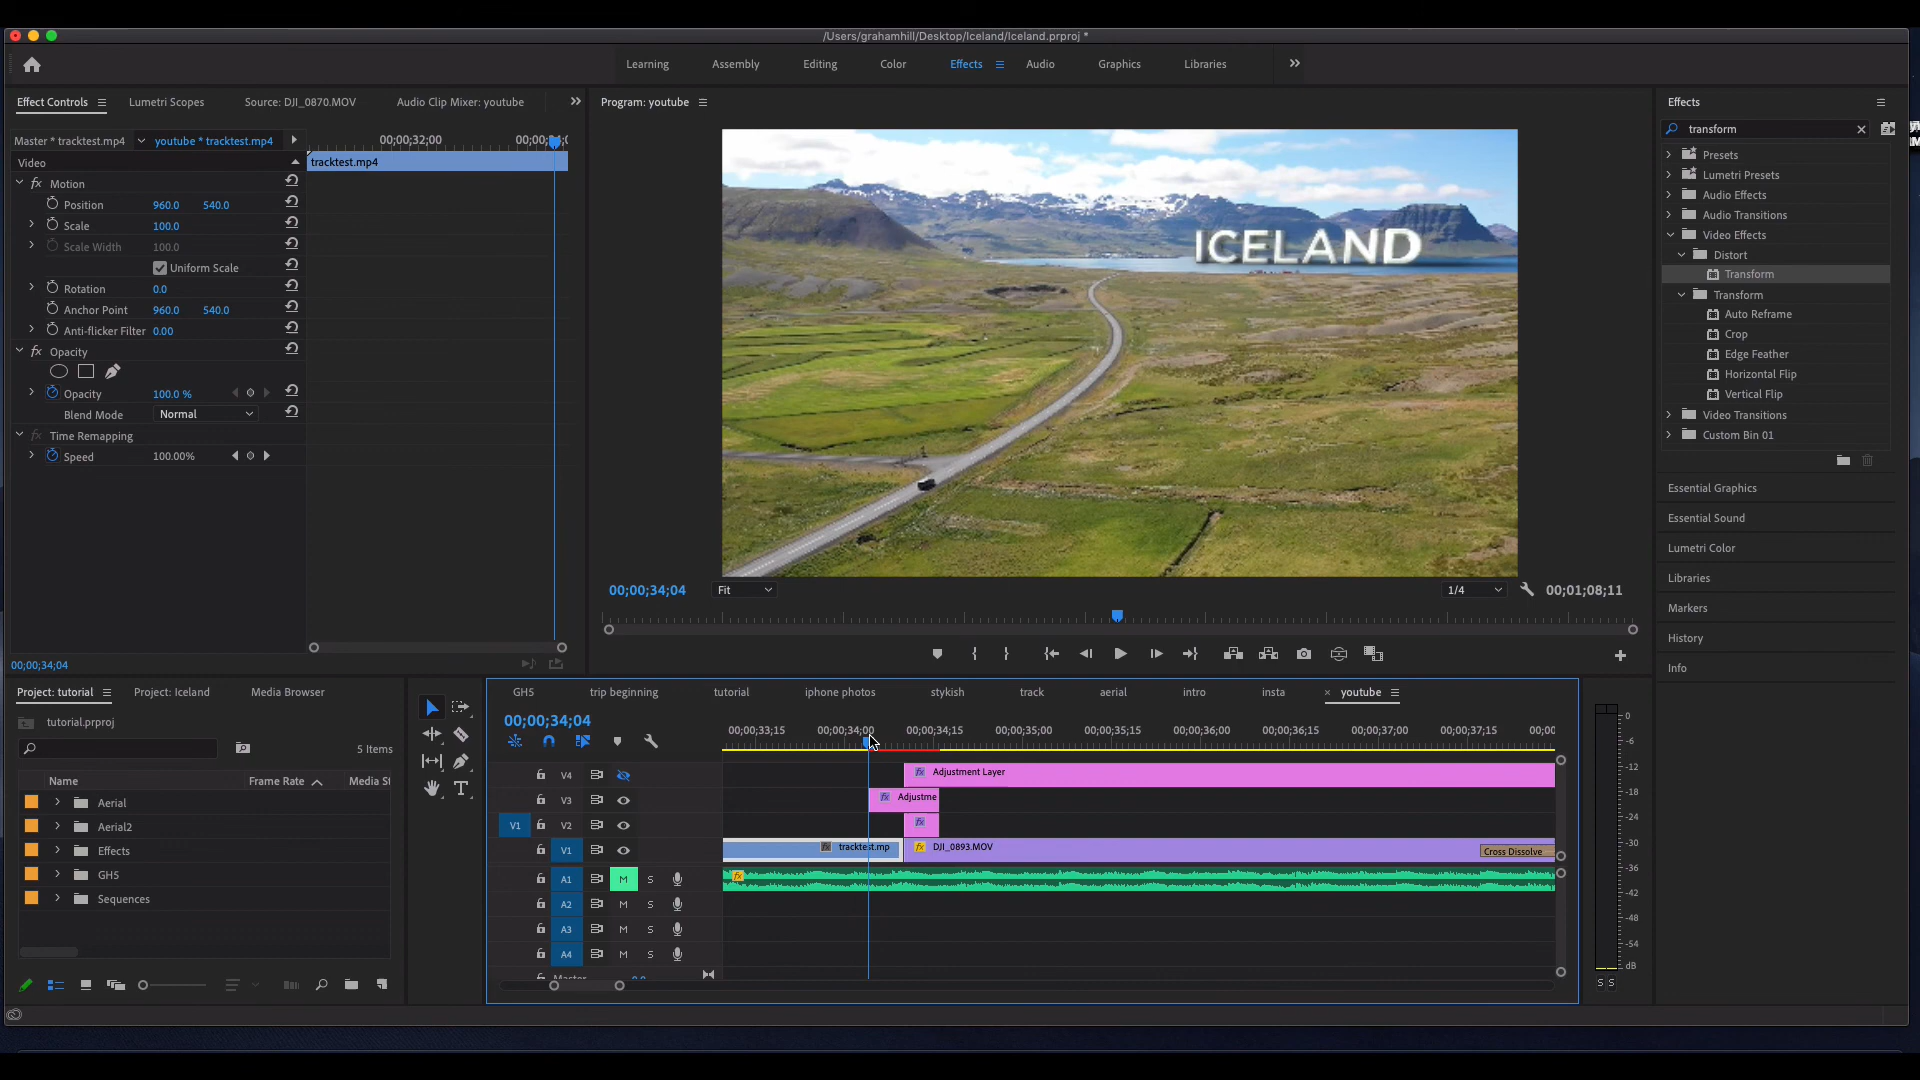 /Users/grahamhill/Desktop/Iceland/Iceland.prproj *
Learning Assembly Editing Color Effects Audio Graphics Libraries
Effect Controls Lumetri Scopes Source: DJI_0870.MOV Audio Clip Mixer: youtube
Program: youtube
Effects
Master * tracktest.mp4 youtube * tracktest.mp4
00;00;32;00
Video
tracktest.mp4
Motion
Position 960.0 540.0
Scale 100.0
Scale Width 100.0
Uniform Scale
Rotation 0.0
Anchor Point 960.0 540.0
Anti-flicker Filter 0.00
Opacity
Opacity 100.0 %
Blend Mode Normal
Time Remapping
Speed 100.00%
00;00;34;04
ICELAND
00;00;34;04 Fit 1/4 00;01;08;11
transform
Presets
Lumetri Presets
Audio Effects
Audio Transitions
Video Effects
Distort
Transform
Transform
Auto Reframe
Crop
Edge Feather
Horizontal Flip
Vertical Flip
Video Transitions
Custom Bin 01
Essential Graphics
Essential Sound
Lumetri Color
Libraries
Markers
History
Info
Project: tutorial Project: Iceland Media Browser
tutorial.prproj
5 Items
Name Frame Rate Media St
Aerial
Aerial2
Effects
GH5
Sequences
GH5 trip beginning tutorial iphone photos stykish track aerial intro insta × youtube
00;00;34;04
00;00;33;15 00;00;34;00 00;00;34;15 00;00;35;00 00;00;35;15 00;00;36;00 00;00;36;15 00;00;37;00 00;00;37;15 00;00
V4 Adjustment Layer
V3 Adjustme
V1 V2
V1 tracktest.mp DJI_0893.MOV Cross Dissolve
A1 M S
A2 M S
A3 M S
A4 M S
0
-6
-12
-18
-24
-30
-36
-42
-48
-54
dB
S S